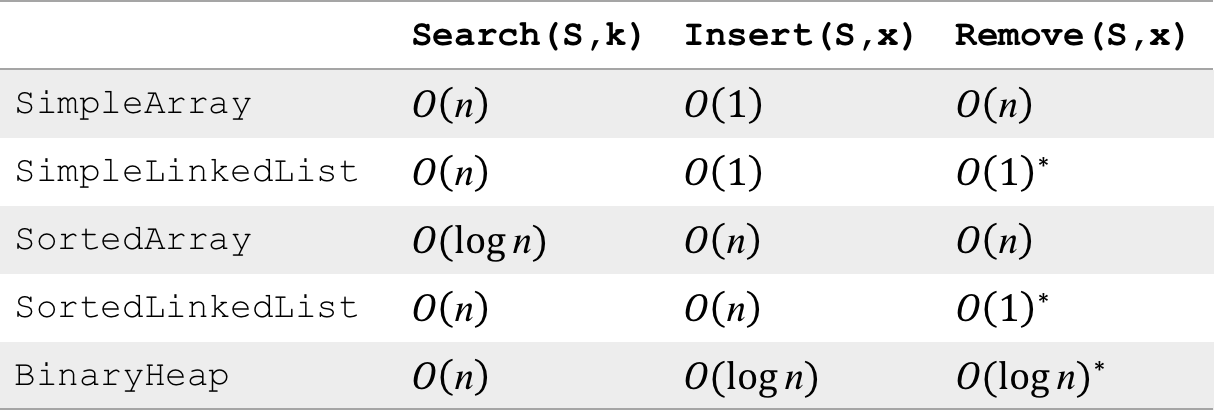 Search(S,k) Insert(S,x) Remove(S,x)
SimpleArray O(n) O(1) O(n)
SimpleLinkedList O(n) O(1) O(1)*
SortedArray O(log n) O(n) O(n)
SortedLinkedList O(n) O(n) O(1)*
BinaryHeap O(n) O(log n) O(log n)*